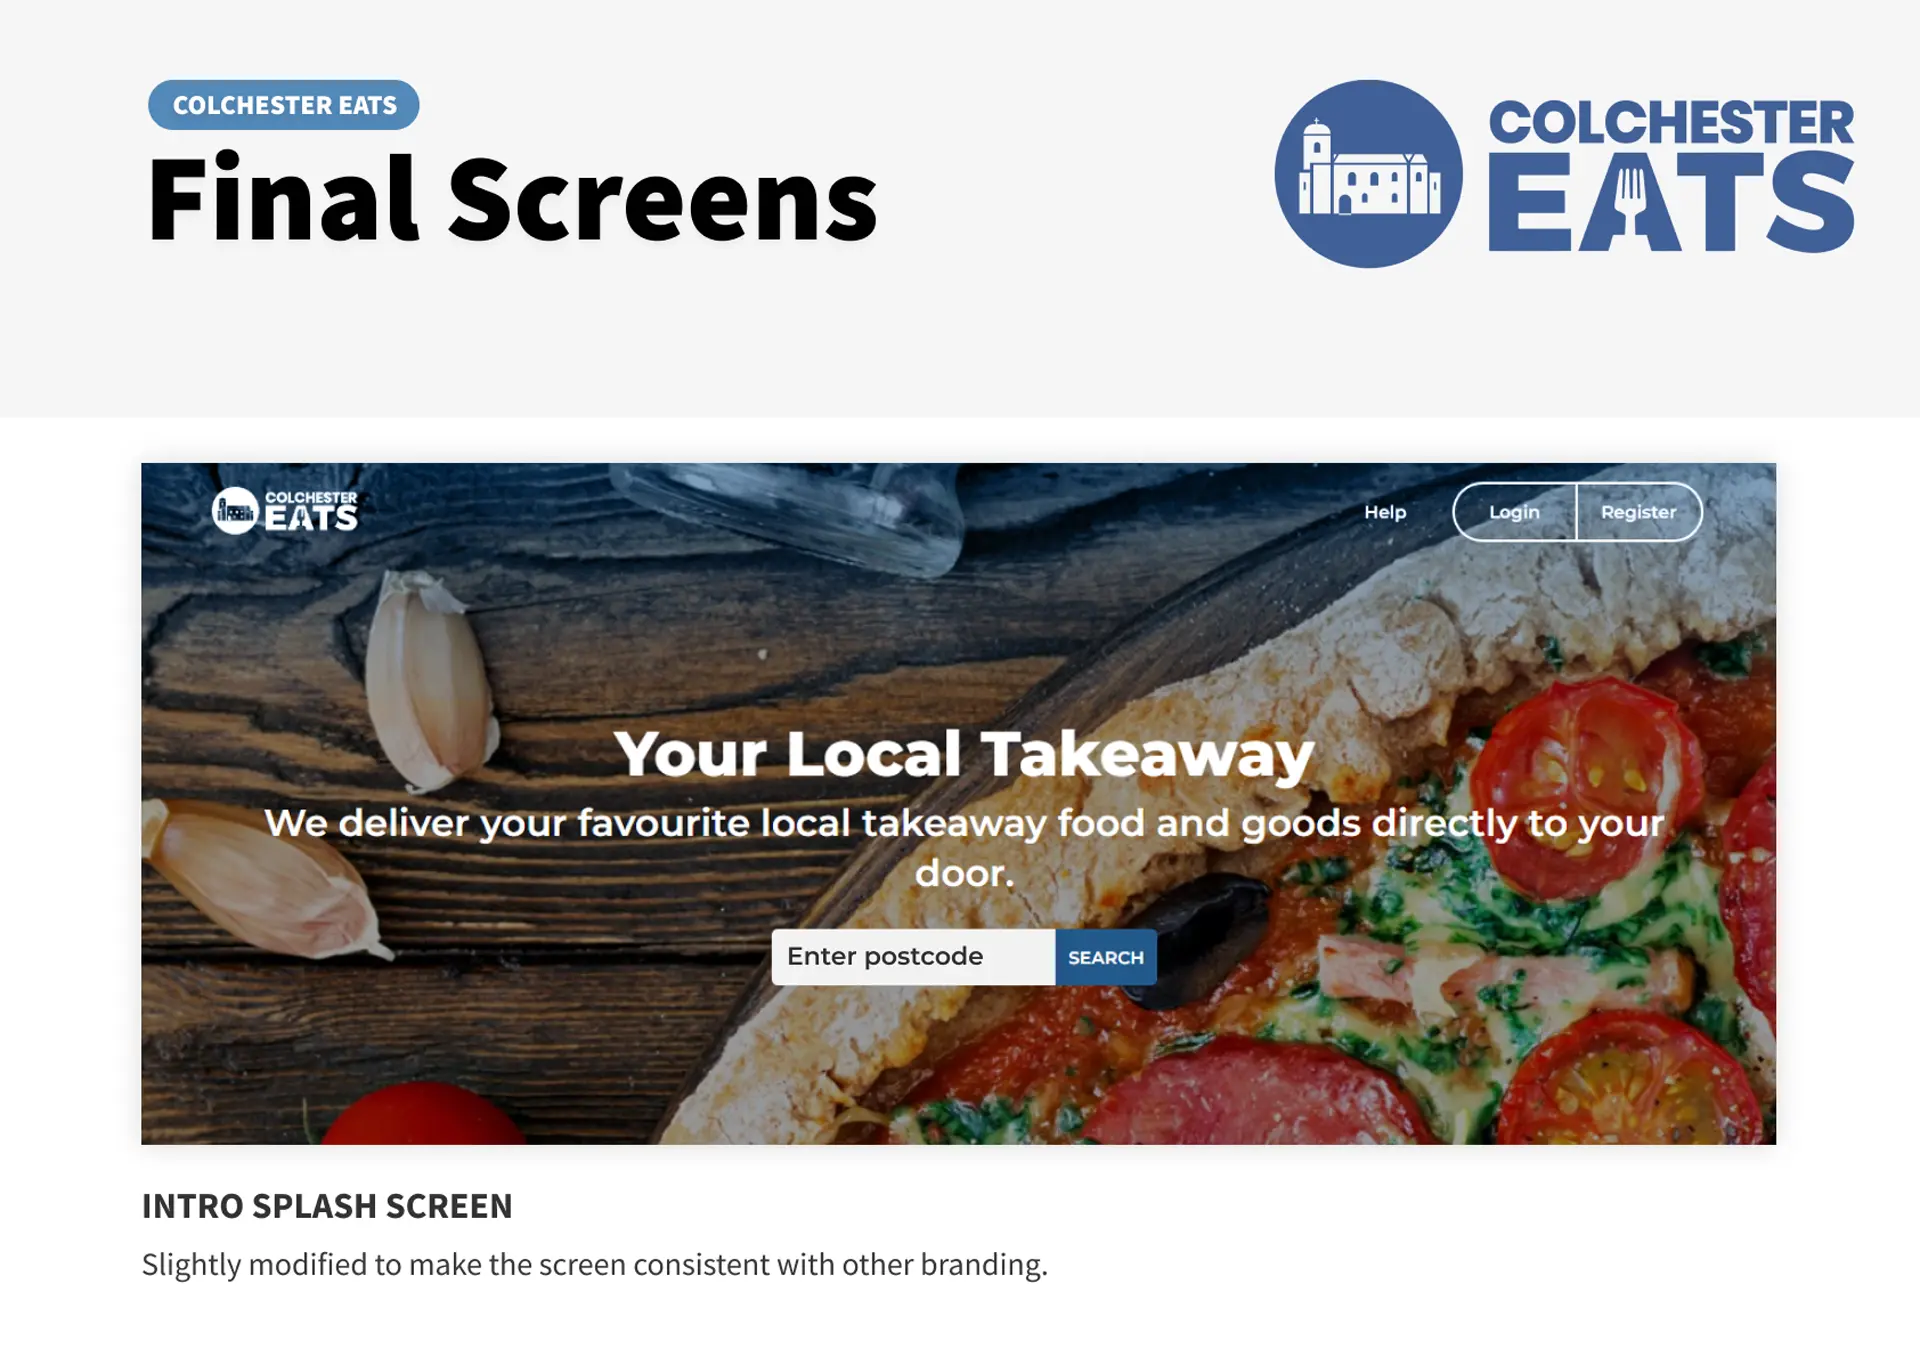 COLCHESTER EATS
Final Screens
COLCHESTER
EATS
COLCHESTER
EATS
Help
Login
Register
Your Local Takeaway
We deliver your favourite local takeaway food and goods directly to your
door.
Enter postcode
SEARCH
INTRO SPLASH SCREEN
Slightly modified to make the screen consistent with other branding.